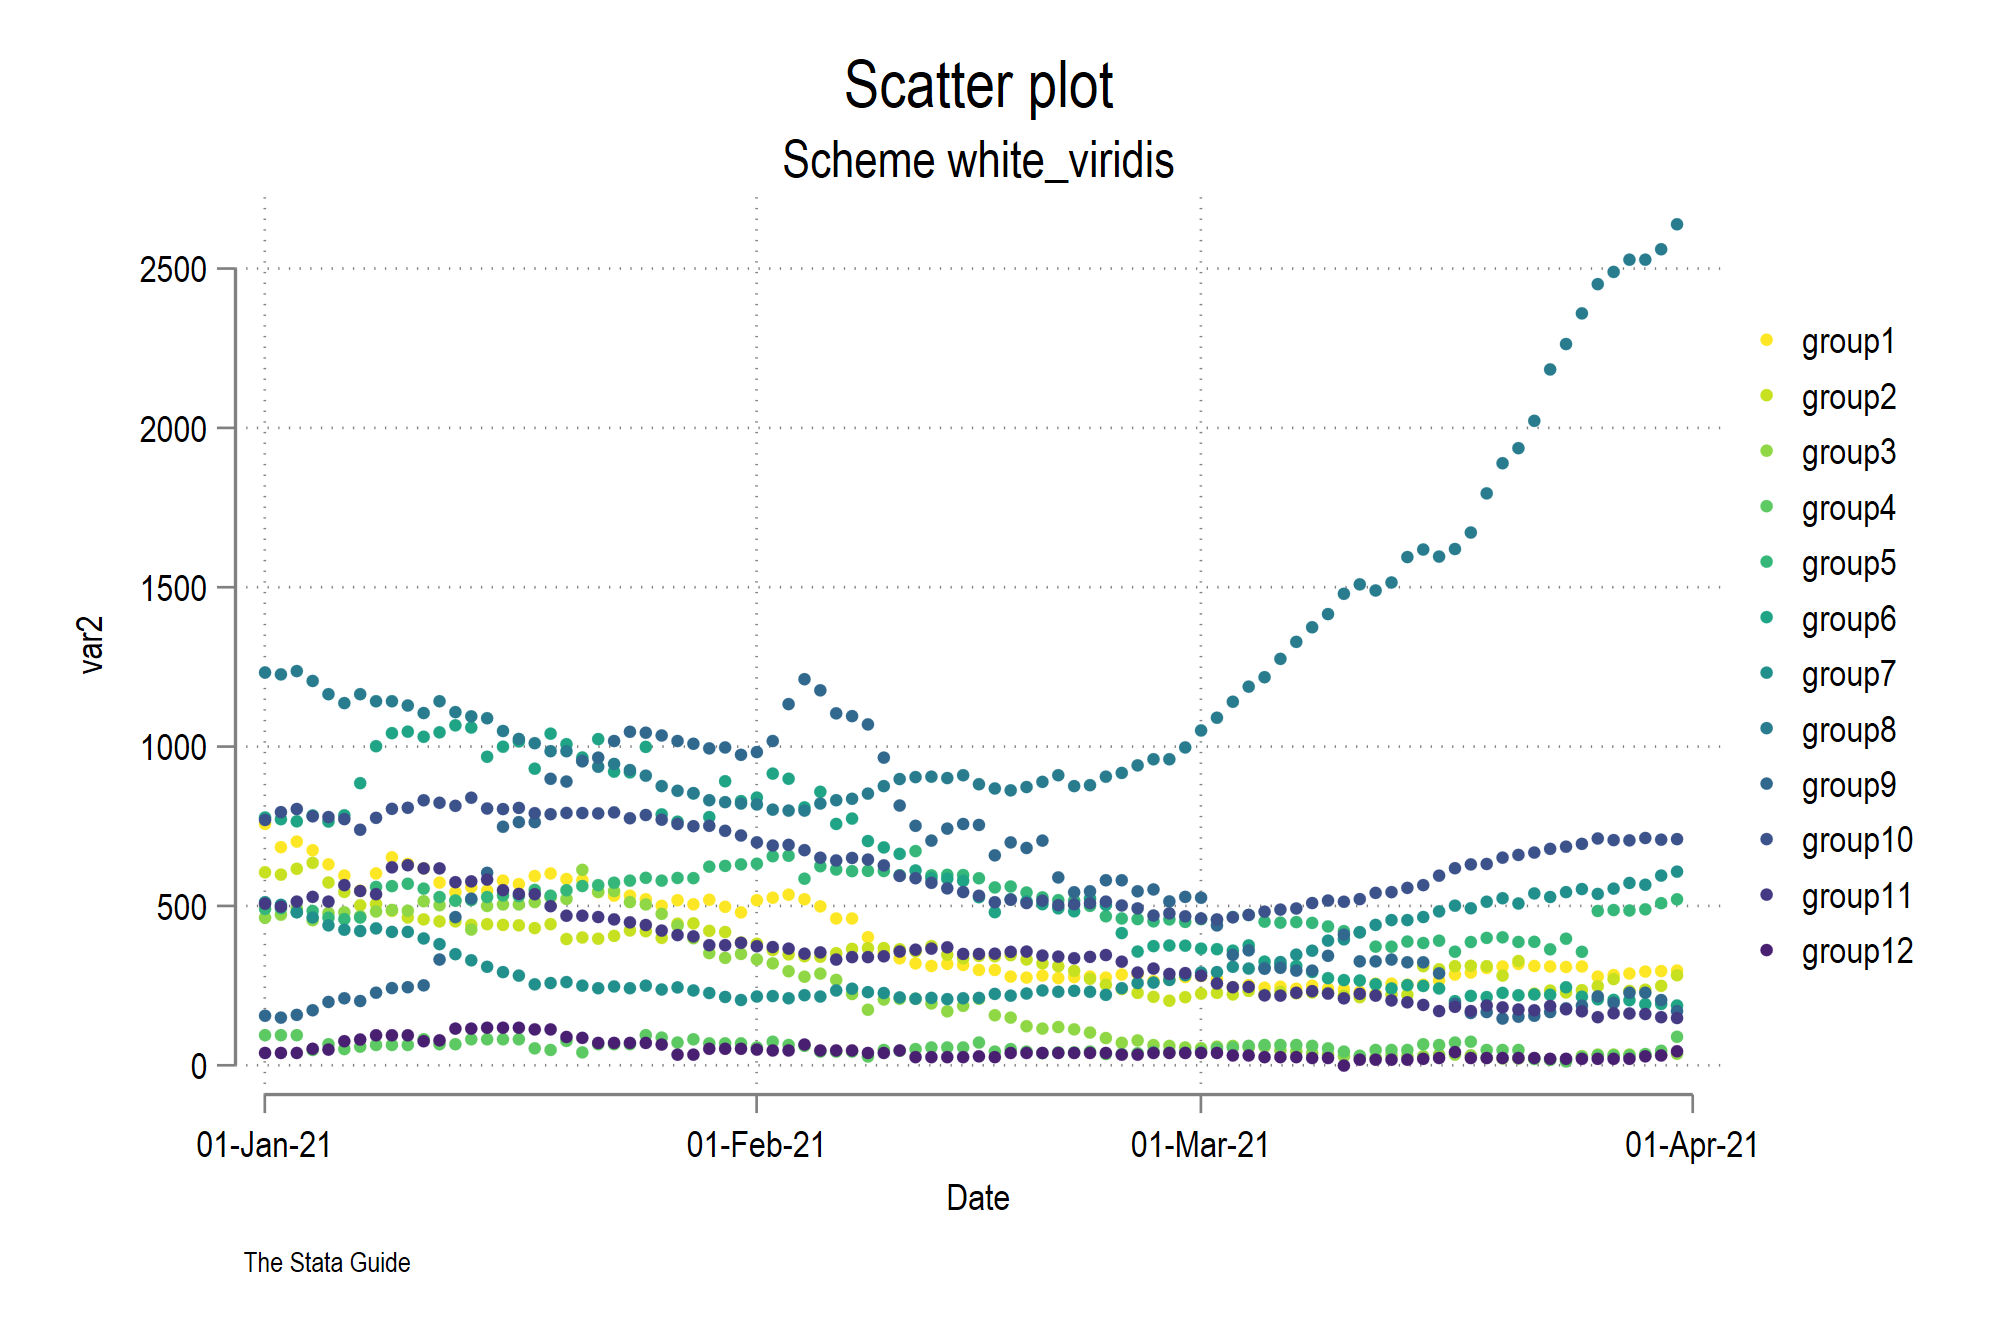 Scatter plot
Scheme white_viridis
2500
2000
1500
1000
500
0
var2
01-Jan-21
01-Feb-21
01-Mar-21
01-Apr-21
Date
group1
group2
group3
group4
group5
group6
group7
group8
group9
group10
group11
group12
The Stata Guide